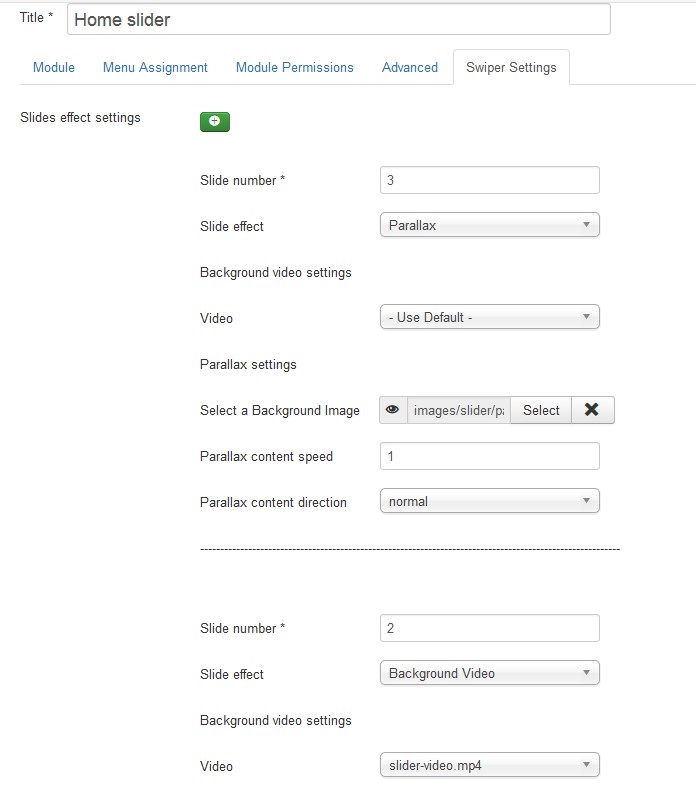 Title *
Home slider
Module Menu Assignment Module Permissions Advanced Swiper Settings
Slides effect settings
Slide number * 3
Slide effect Parallax
Background video settings
Video - Use Default -
Parallax settings
Select a Background Image images/slider/pa Select
Parallax content speed 1
Parallax content direction normal
Slide number * 2
Slide effect Background Video
Background video settings
Video slider-video.mp4